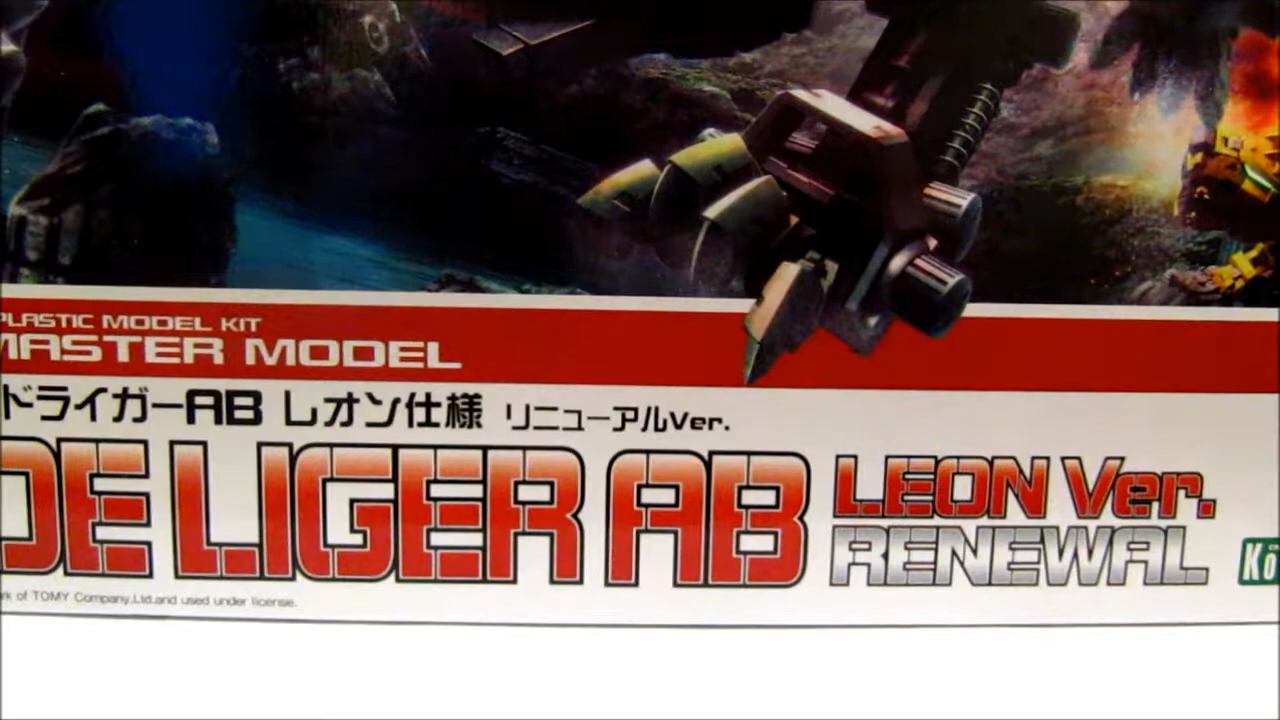 PLASTIC MODEL KIT
MASTER MODEL
ドライガーAB レオン仕様 リニューアルVer.
DE LIGER AB LEON Ver.
RENEWAL
Kö
rk of TOMY Company,Ltd.and used under license.